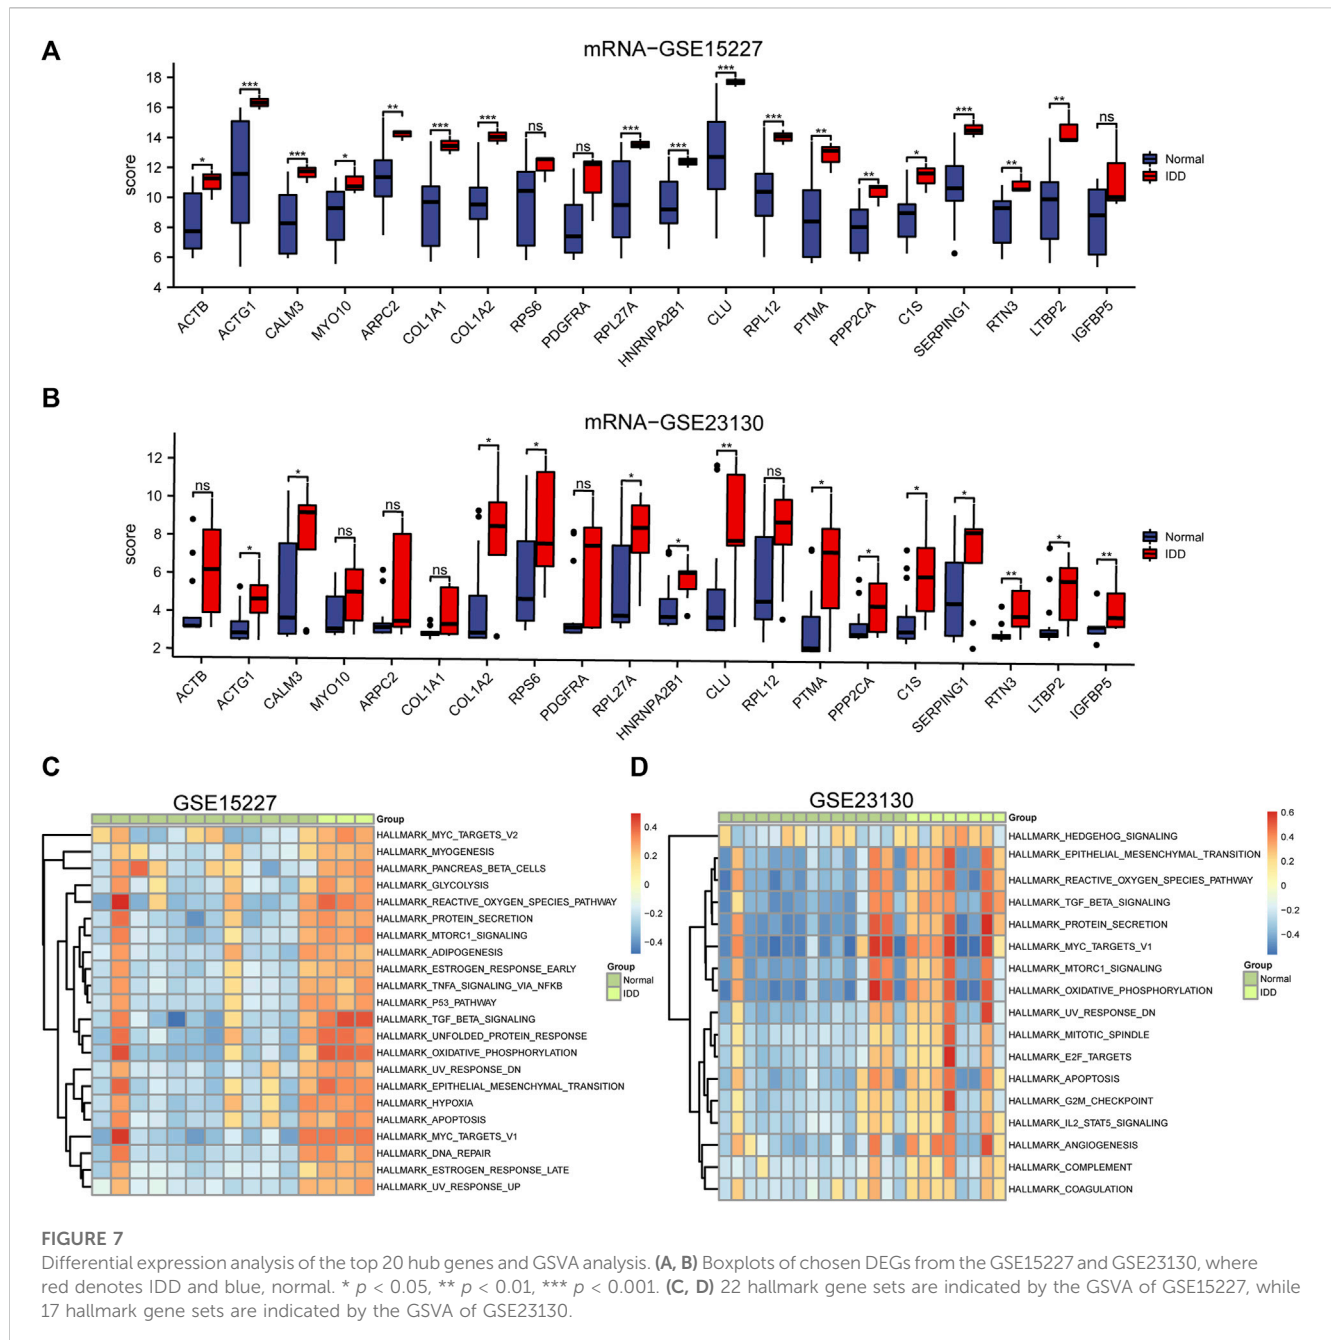 A
mRNA−GSE15227
score
18
16
14
12
10
8
6
4
* *** *** * ** *** *** ns ns *** *** *** *** ** ** * *** ** ** ns
ACTB ACTG1 CALM3 MYO10 ARPC2 COL1A1 COL1A2 RPS6 PDGFRA RPL27A HNRNPA2B1 CLU RPL12 PTMA PPP2CA C1S SERPING1 RTN3 LTBP2 IGFBP5
Normal
IDD
B
mRNA−GSE23130
score
12
10
8
6
4
2
ns * * ns ns ns * * ns * * ** ns * * * * ** * **
ACTB ACTG1 CALM3 MYO10 ARPC2 COL1A1 COL1A2 RPS6 PDGFRA RPL27A HNRNPA2B1 CLU RPL12 PTMA PPP2CA C1S SERPING1 RTN3 LTBP2 IGFBP5
Normal
IDD
C
GSE15227
Group
HALLMARK_MYC_TARGETS_V2
HALLMARK_MYOGENESIS
HALLMARK_PANCREAS_BETA_CELLS
HALLMARK_GLYCOLYSIS
HALLMARK_REACTIVE_OXYGEN_SPECIES_PATHWAY
HALLMARK_PROTEIN_SECRETION
HALLMARK_MTORC1_SIGNALING
HALLMARK_ADIPOGENESIS
HALLMARK_ESTROGEN_RESPONSE_EARLY
HALLMARK_TNFA_SIGNALING_VIA_NFKB
HALLMARK_P53_PATHWAY
HALLMARK_TGF_BETA_SIGNALING
HALLMARK_UNFOLDED_PROTEIN_RESPONSE
HALLMARK_OXIDATIVE_PHOSPHORYLATION
HALLMARK_UV_RESPONSE_DN
HALLMARK_EPITHELIAL_MESENCHYMAL_TRANSITION
HALLMARK_HYPOXIA
HALLMARK_APOPTOSIS
HALLMARK_MYC_TARGETS_V1
HALLMARK_DNA_REPAIR
HALLMARK_ESTROGEN_RESPONSE_LATE
HALLMARK_UV_RESPONSE_UP
0.4
0.2
0
−0.2
−0.4
Group
Normal
IDD
D
GSE23130
Group
HALLMARK_HEDGEHOG_SIGNALING
HALLMARK_EPITHELIAL_MESENCHYMAL_TRANSITION
HALLMARK_REACTIVE_OXYGEN_SPECIES_PATHWAY
HALLMARK_TGF_BETA_SIGNALING
HALLMARK_PROTEIN_SECRETION
HALLMARK_MYC_TARGETS_V1
HALLMARK_MTORC1_SIGNALING
HALLMARK_OXIDATIVE_PHOSPHORYLATION
HALLMARK_UV_RESPONSE_DN
HALLMARK_MITOTIC_SPINDLE
HALLMARK_E2F_TARGETS
HALLMARK_APOPTOSIS
HALLMARK_G2M_CHECKPOINT
HALLMARK_IL2_STAT5_SIGNALING
HALLMARK_ANGIOGENESIS
HALLMARK_COMPLEMENT
HALLMARK_COAGULATION
0.6
0.4
0.2
0
−0.2
−0.4
Group
Normal
IDD
FIGURE 7
Differential expression analysis of the top 20 hub genes and GSVA analysis. (A, B) Boxplots of chosen DEGs from the GSE15227 and GSE23130, where
red denotes IDD and blue, normal. * p < 0.05, ** p < 0.01, *** p < 0.001. (C, D) 22 hallmark gene sets are indicated by the GSVA of GSE15227, while
17 hallmark gene sets are indicated by the GSVA of GSE23130.